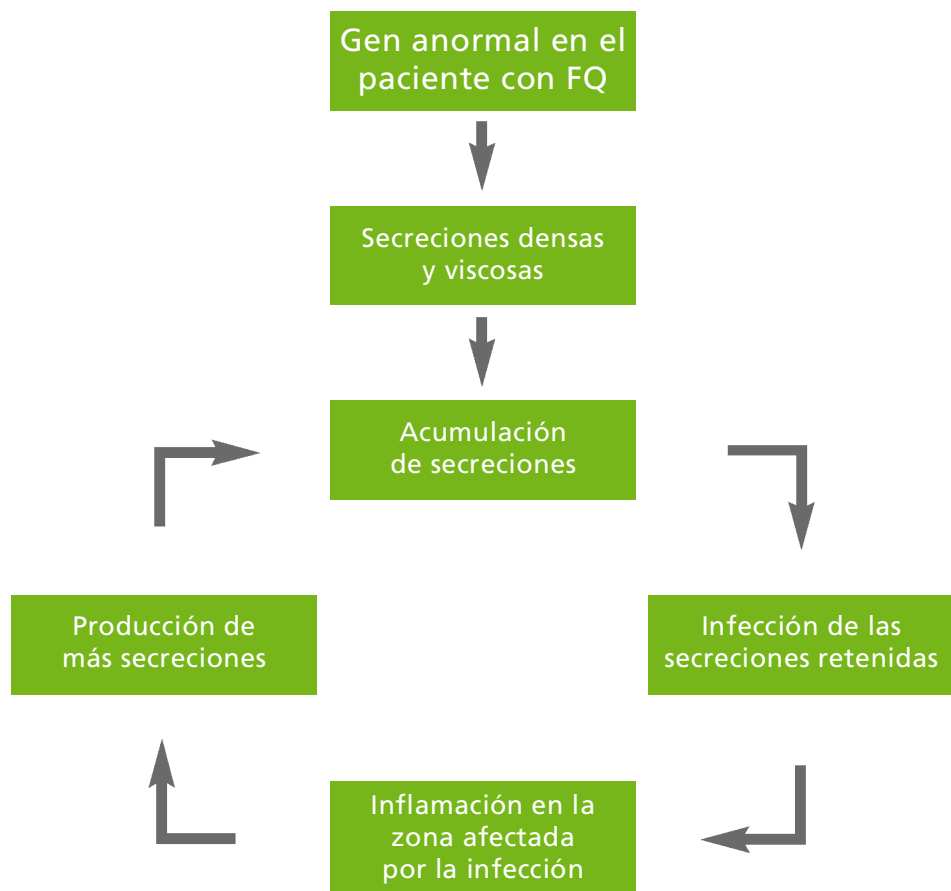 Gen anormal en el
paciente con FQ
Secreciones densas
y viscosas
Acumulación
de secreciones
Producción de
más secreciones
Infección de las
secreciones retenidas
Inflamación en la
zona afectada
por la infección